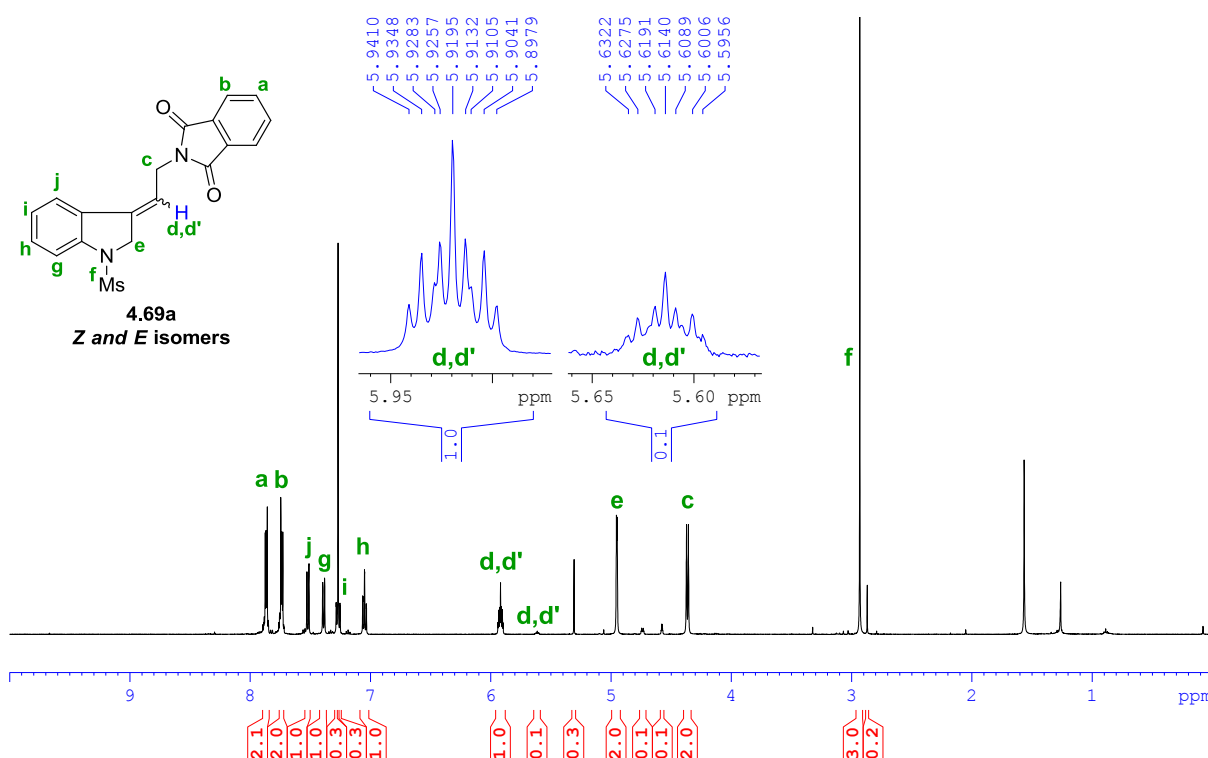 5.9410
5.9348
5.9283
5.9257
5.9195
5.9132
5.9105
5.9041
5.8979
5.6322
5.6275
5.6191
5.6140
5.6089
5.6006
5.5956
b
a
O
c
N
O
j
i
H
d,d'
h
e
N
g
f
Ms
4.69a
Z and E isomers
d,d'
5.95
ppm
1.0
d,d'
5.65
5.60
ppm
0.1
f
a
b
j
g
i
h
d,d'
d,d'
e
c
9
8
7
6
5
4
3
2
1
ppm
2.1
2.0
1.0
1.0
0.3
0.3
1.0
1.0
0.1
0.3
2.0
0.1
0.1
2.0
3.0
0.2